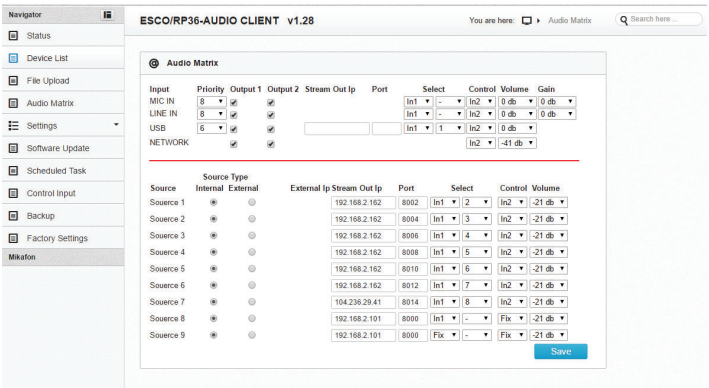 Navigator
ESCO/RP36-AUDIO CLIENT v1.28
You are here: Audio Matrix
Search here ...
Status
Device List
File Upload
Audio Matrix
Settings
Software Update
Scheduled Task
Control Input
Backup
Factory Settings
Mikafon
Audio Matrix
Input Priority Output 1 Output 2 Stream Out Ip Port Select Control Volume Gain
MIC IN 8 In1 - In2 0 db 0 db
LINE IN 8 In1 - In2 0 db 0 db
USB 6 In1 1 In2 0 db
NETWORK In2 -41 db
Source Type
Source Internal External External Ip Stream Out Ip Port Select Control Volume
Souerce 1 192.168.2.162 8002 In1 2 In2 -21 db
Souerce 2 192.168.2.162 8004 In1 3 In2 -21 db
Souerce 3 192.168.2.162 8006 In1 4 In2 -21 db
Souerce 4 192.168.2.162 8008 In1 5 In2 -21 db
Souerce 5 192.168.2.162 8010 In1 6 In2 -21 db
Souerce 6 192.168.2.162 8012 In1 7 In2 -21 db
Souerce 7 104.236.29.41 8014 In1 8 In2 -21 db
Souerce 8 192.168.2.101 8000 In1 - Fix -21 db
Souerce 9 192.168.2.101 8000 Fix - Fix -21 db
Save